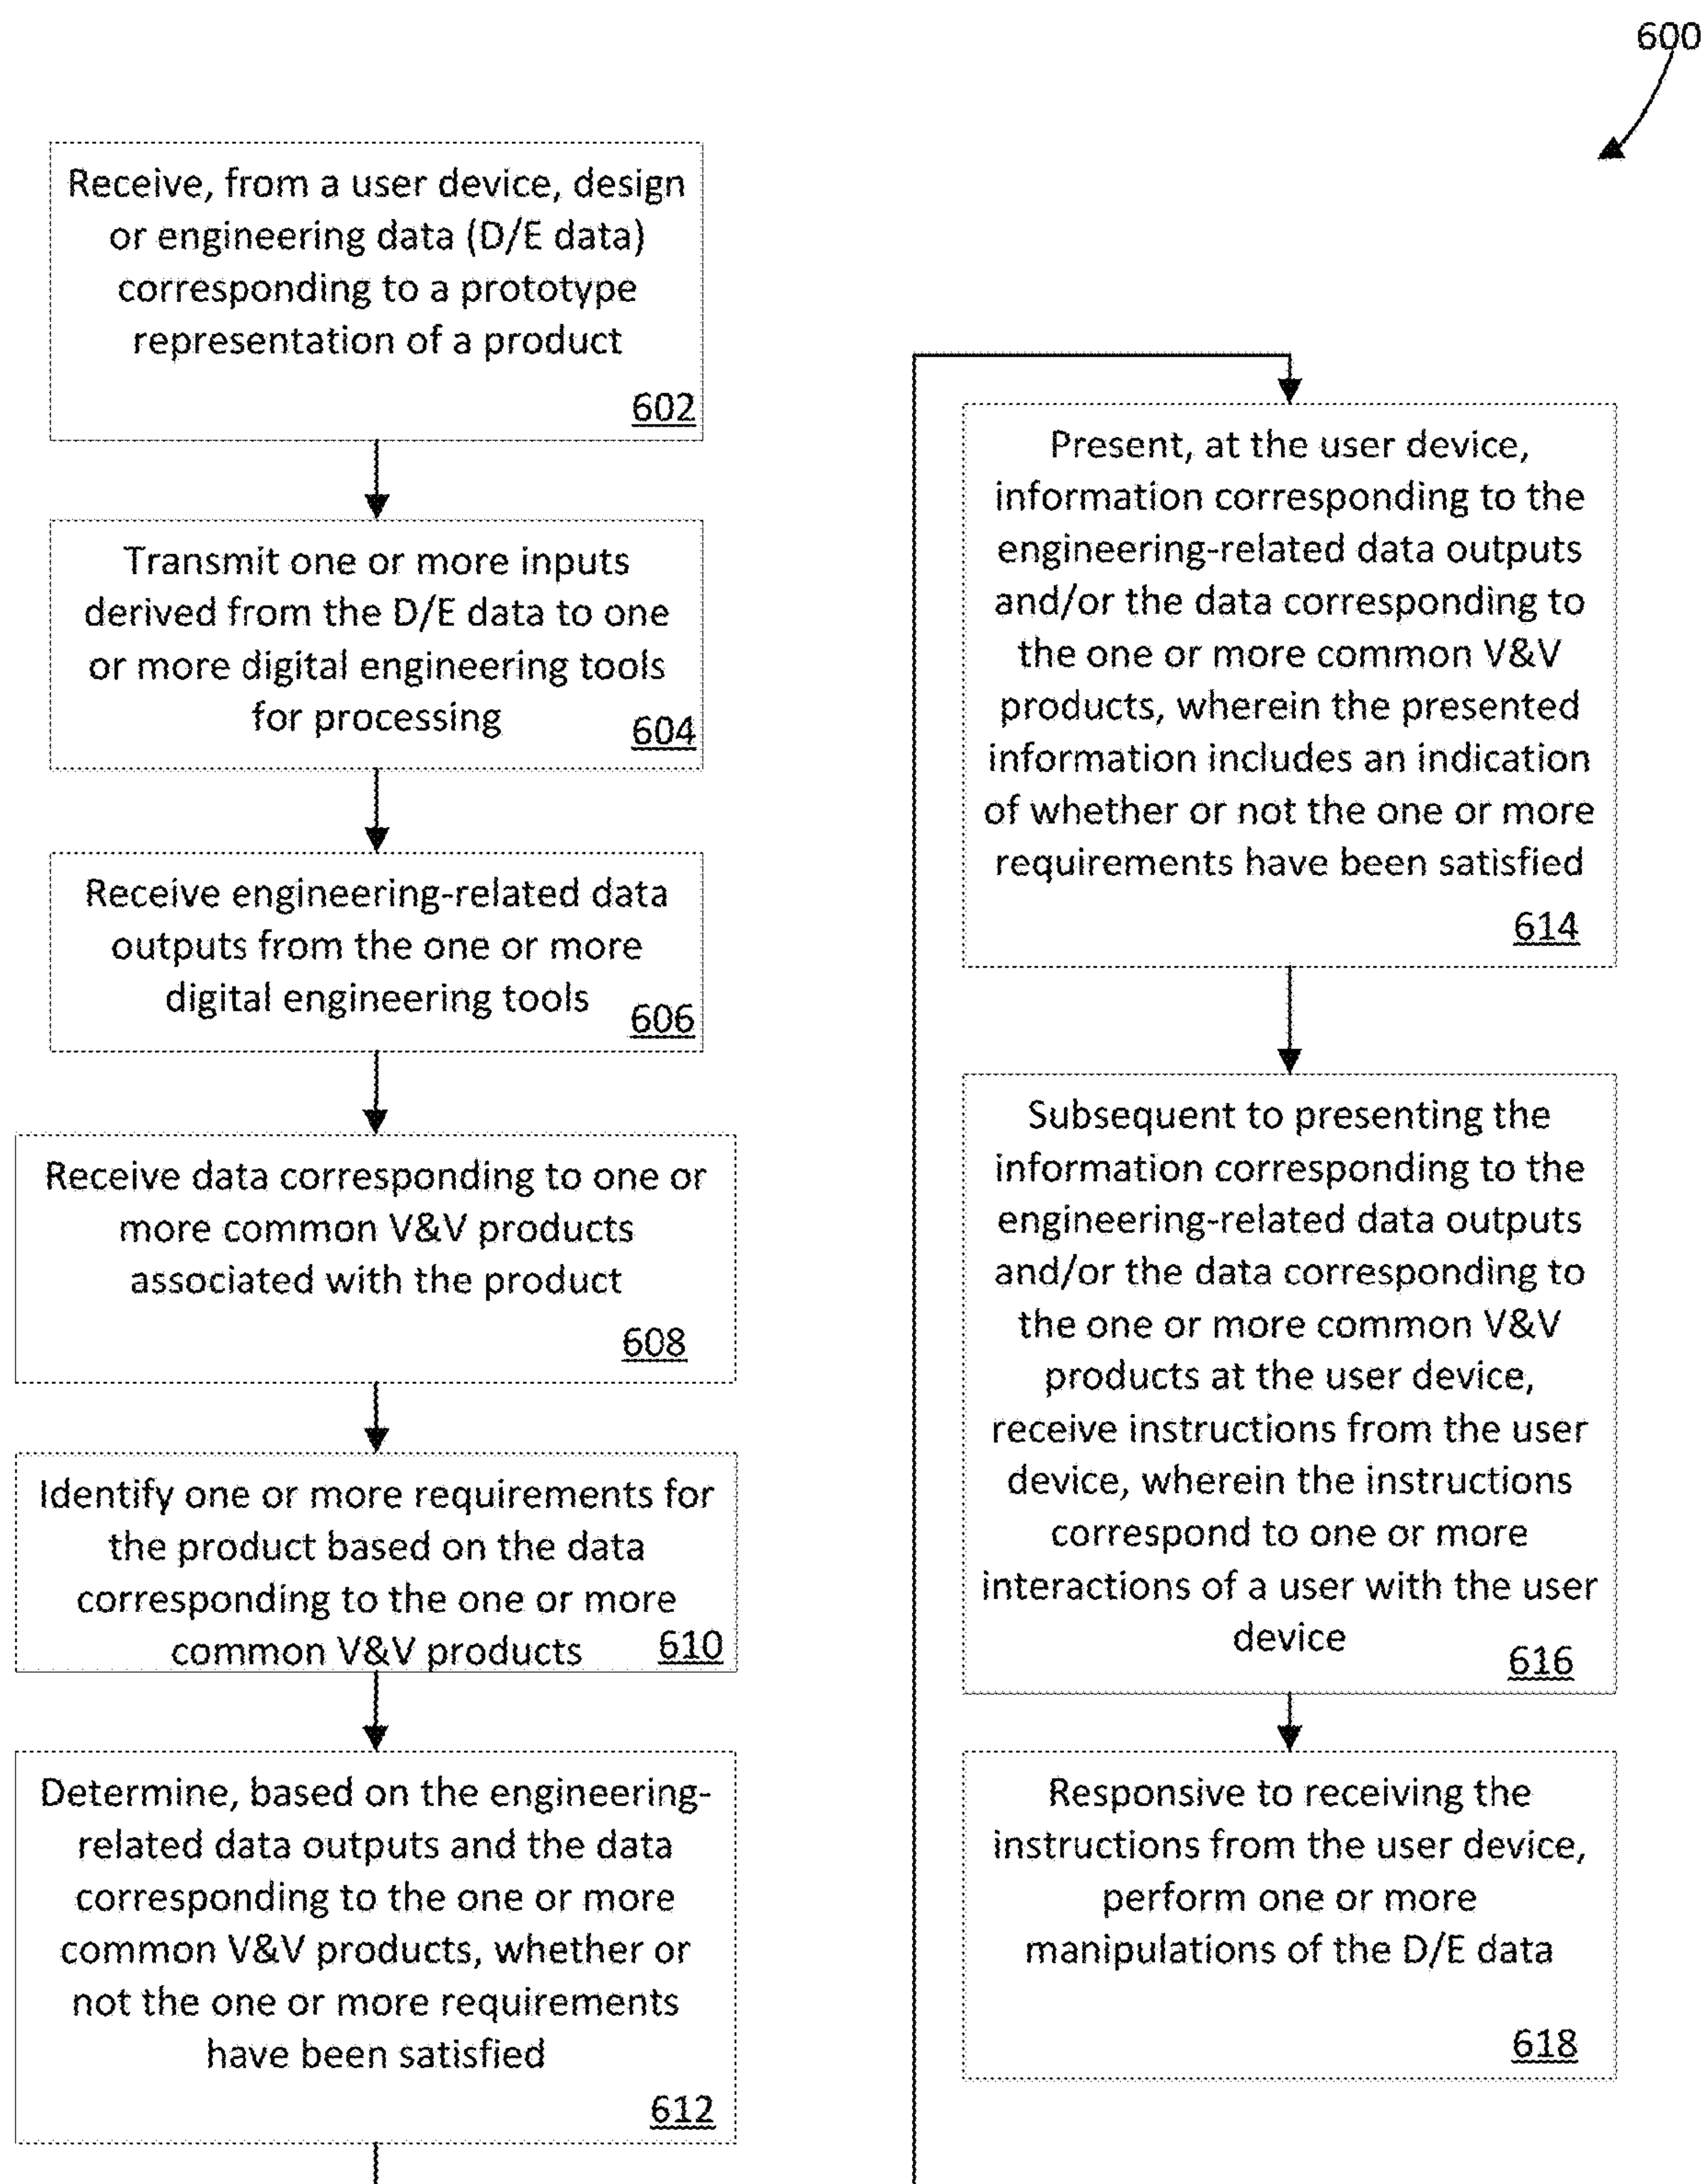 600
Receive, from a user device, design
or engineering data (D/E data)
corresponding to a prototype
representation of a product
602
Transmit one or more inputs
derived from the D/E data to one
or more digital engineering tools
for processing
604
Receive engineering-related data
outputs from the one or more
digital engineering tools
606
Receive data corresponding to one or
more common V&V products
associated with the product
608
Identify one or more requirements for
the product based on the data
corresponding to the one or more
common V&V products
610
Determine, based on the engineering-
related data outputs and the data
corresponding to the one or more
common V&V products, whether or
not the one or more requirements
have been satisfied
612
Present, at the user device,
information corresponding to the
engineering-related data outputs
and/or the data corresponding to
the one or more common V&V
products, wherein the presented
information includes an indication
of whether or not the one or more
requirements have been satisfied
614
Subsequent to presenting the
information corresponding to the
engineering-related data outputs
and/or the data corresponding to
the one or more common V&V
products at the user device,
receive instructions from the user
device, wherein the instructions
correspond to one or more
interactions of a user with the user
device
616
Responsive to receiving the
instructions from the user device,
perform one or more
manipulations of the D/E data
618